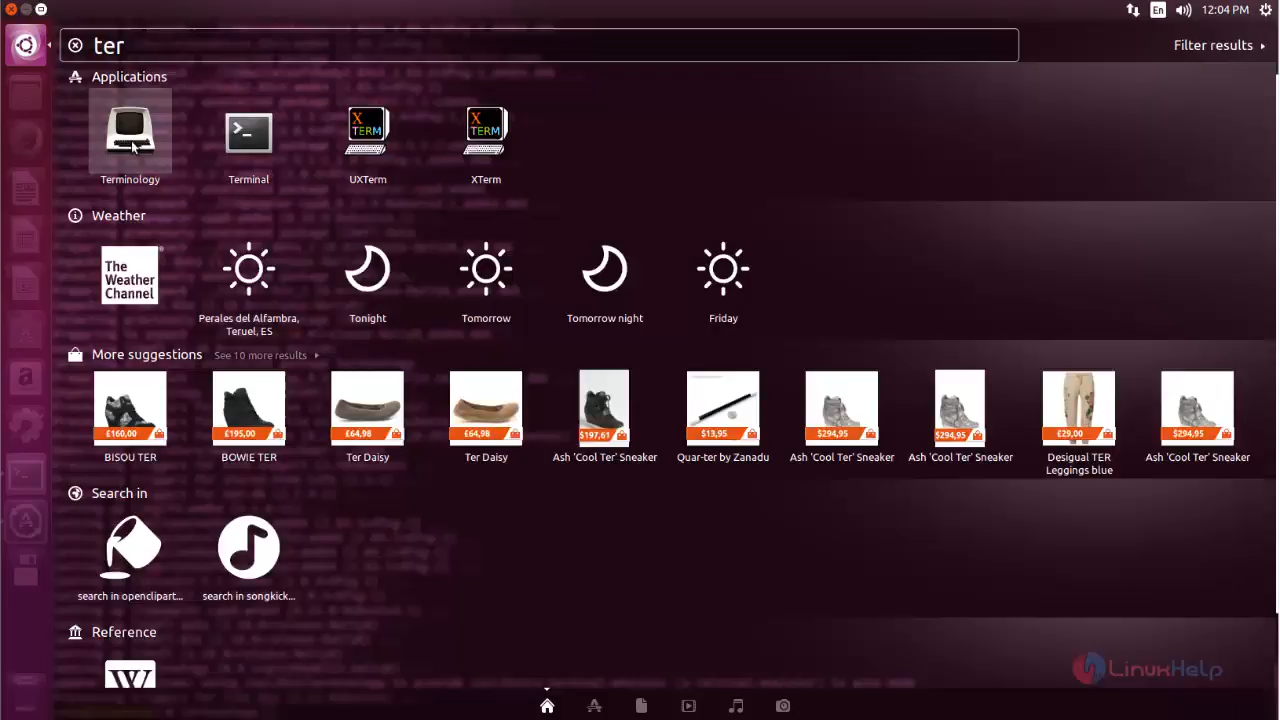 En
12:04 PM
ter
Filter results
Applications
X TERM
X TERM
Terminology
Terminal
UXTerm
XTerm
Weather
The
Weather
Channel
Perales del Alfambra,
Teruel, ES
Tonight
Tomorrow
Tomorrow night
Friday
More suggestions
See 10 more results
£160,00
£195,00
£64,98
£64,98
$197,61
$13,95
$294,95
$294,95
£29,00
$294,95
BISOU TER
BOWIE TER
Ter Daisy
Ter Daisy
Ash 'Cool Ter' Sneaker
Quar-ter by Zanadu
Ash 'Cool Ter' Sneaker
Ash 'Cool Ter' Sneaker
Desigual TER
Leggings blue
Ash 'Cool Ter' Sneaker
Search in
search in openclipart...
search in songkick...
Reference
W
LinuxHelp